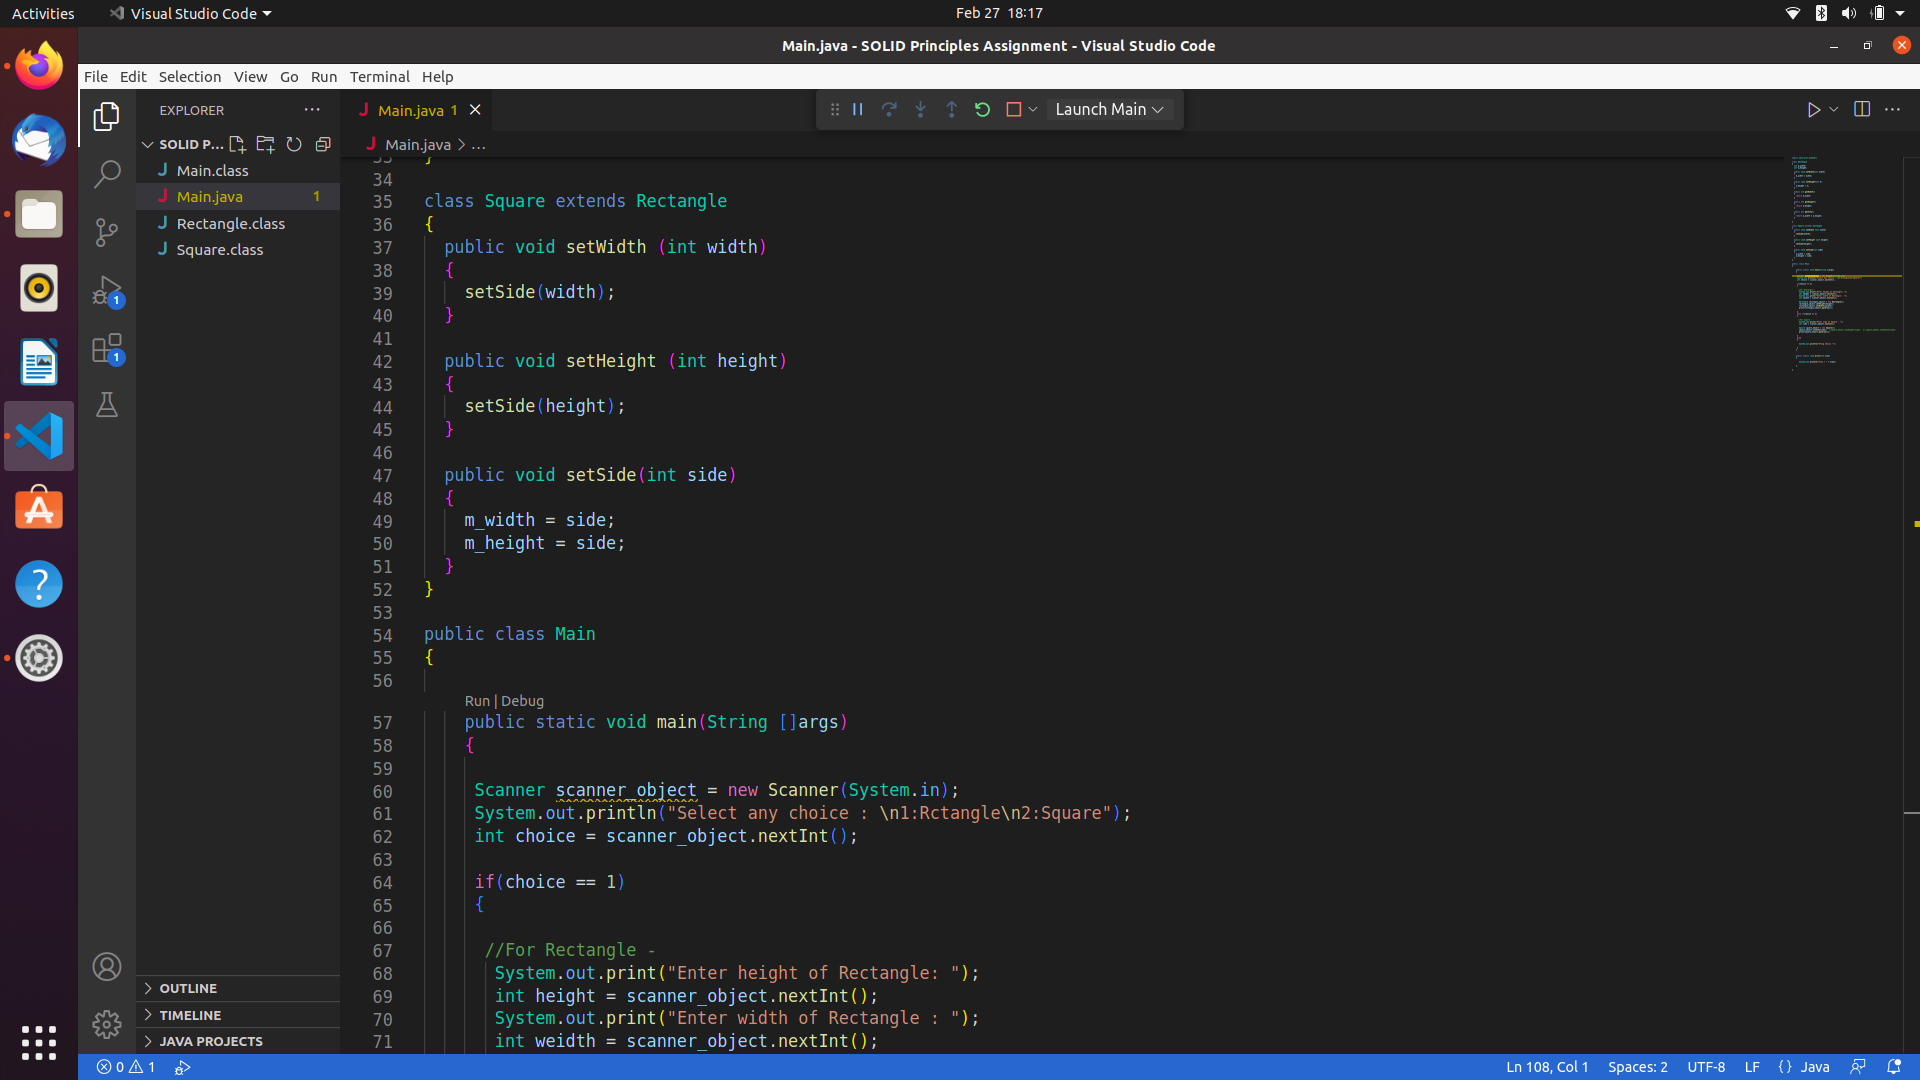 Activities
Visual Studio Code
Feb 27 18:17
Main.java - SOLID Principles Assignment - Visual Studio Code
File Edit Selection View Go Run Terminal Help
EXPLORER
SOLID P...
Main.class
Main.java 1
Rectangle.class
Square.class
1
1
OUTLINE
TIMELINE
JAVA PROJECTS
Main.java 1
Launch Main
Main.java > ...
33 }
34
35 class Square extends Rectangle
36 {
37 public void setWidth (int width)
38 {
39 setSide(width);
40 }
41
42 public void setHeight (int height)
43 {
44 setSide(height);
45 }
46
47 public void setSide(int side)
48 {
49 m_width = side;
50 m_height = side;
51 }
52 }
53
54 public class Main
55 {
56
Run | Debug
57 public static void main(String []args)
58 {
59
60 Scanner scanner_object = new Scanner(System.in);
61 System.out.println("Select any choice : \n1:Rctangle\n2:Square");
62 int choice = scanner_object.nextInt();
63
64 if(choice == 1)
65 {
66
67 //For Rectangle -
68 System.out.print("Enter height of Rectangle: ");
69 int height = scanner_object.nextInt();
70 System.out.print("Enter width of Rectangle : ");
71 int weidth = scanner_object.nextInt();
0 1
Ln 108, Col 1 Spaces: 2 UTF-8 LF {} Java